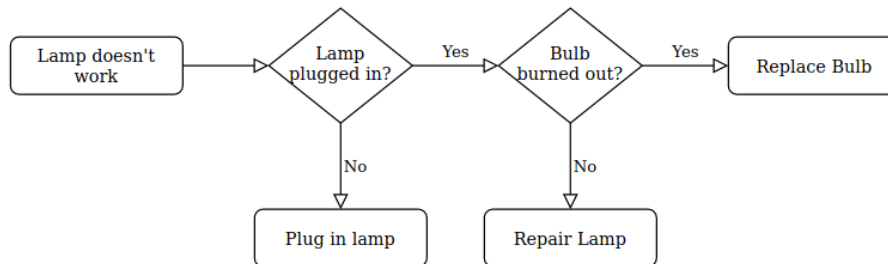 Lamp doesn't
work
Lamp
plugged in?
Yes
Bulb
burned out?
Yes
Replace Bulb
No
No
Plug in lamp
Repair Lamp